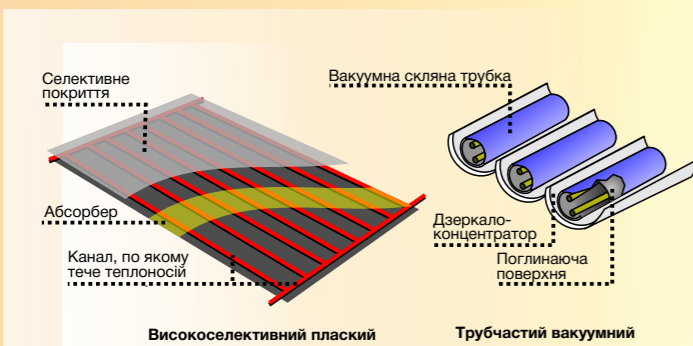 Селективне
покриття
Абсорбер
Канал, по якому
тече теплоносій
Високоселективний плаский
Вакуумна скляна трубка
Дзеркало-
концентратор
Поглинаюча
поверхня
Трубчастий вакуумний